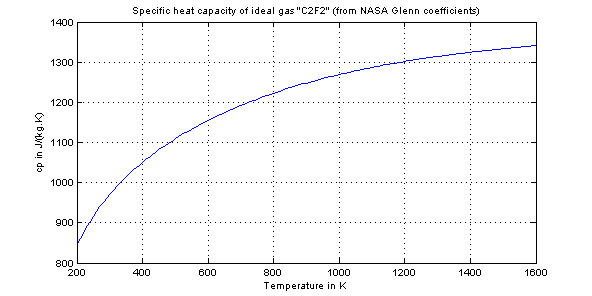 Specific heat capacity of ideal gas "C2F2" (from NASA Glenn coefficients)
1400
1300
1200
1100
1000
900
800
cp in J/(kg.K)
200 400 600 800 1000 1200 1400 1600
Temperature in K